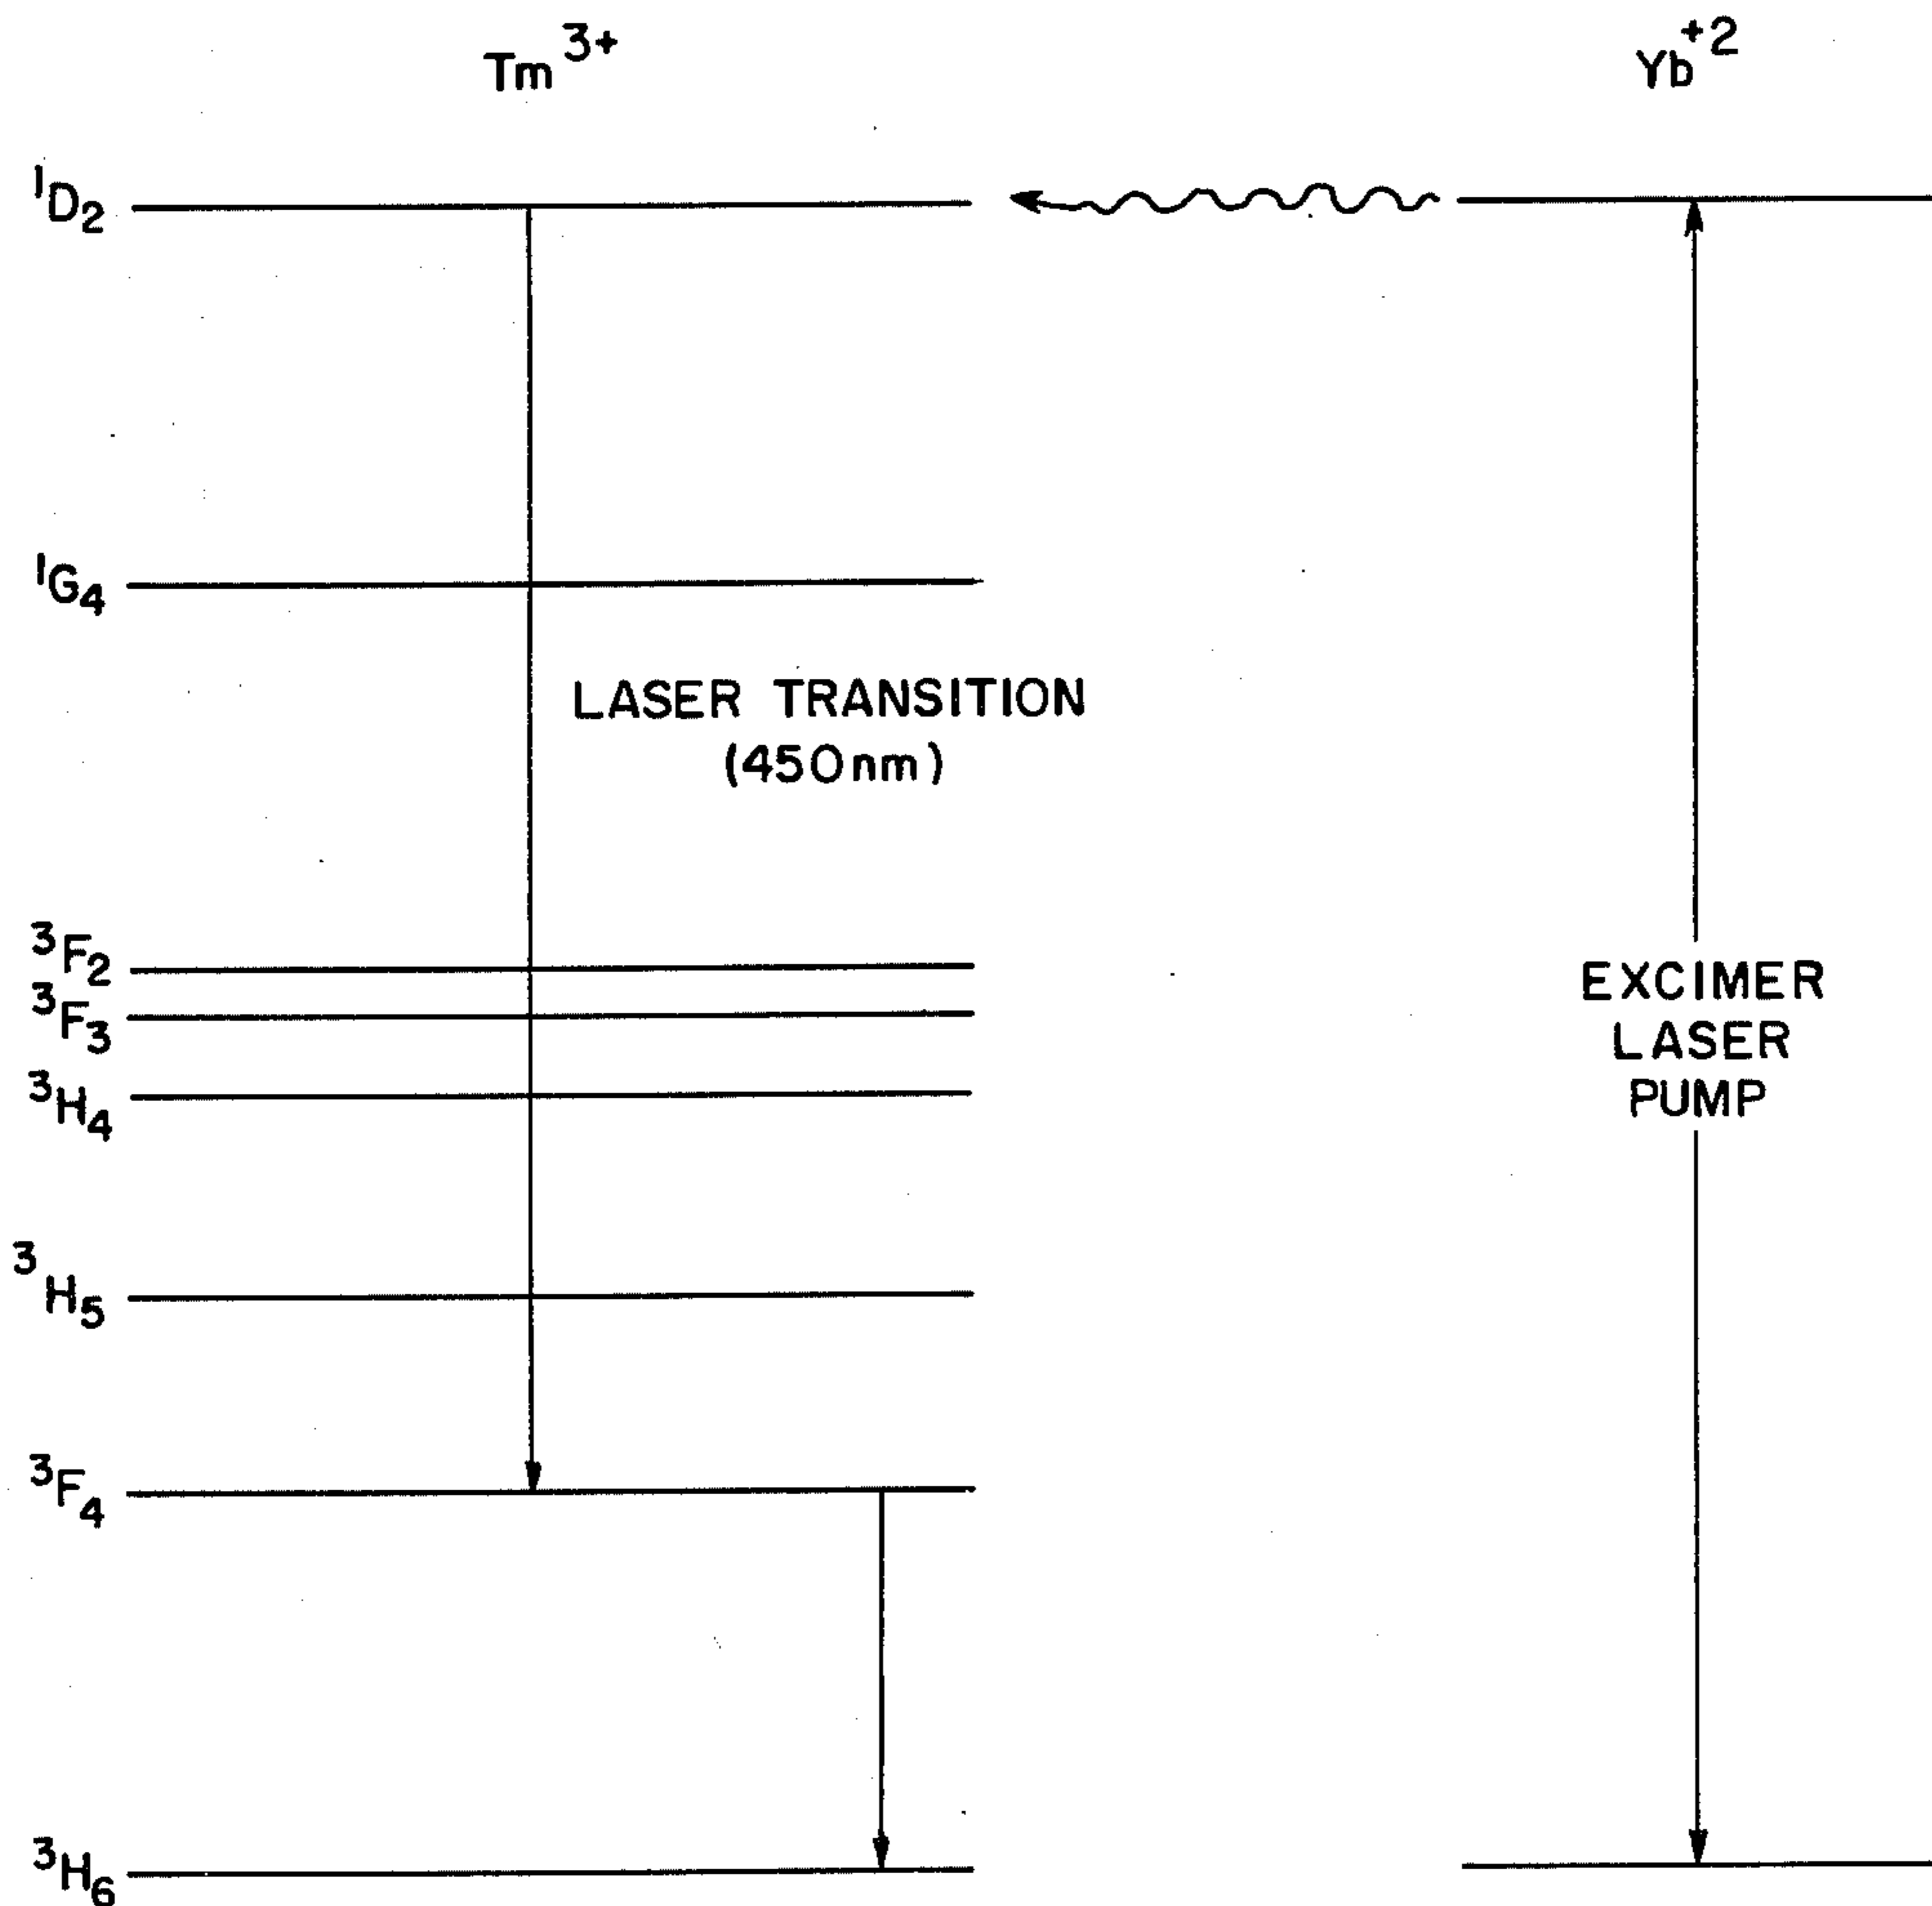 Tm³⁺
Yb⁺²
¹D₂
¹G₄
LASER TRANSITION
(450nm)
³F₂
³F₃
³H₄
EXCIMER
LASER
PUMP
³H₅
³F₄
³H₆